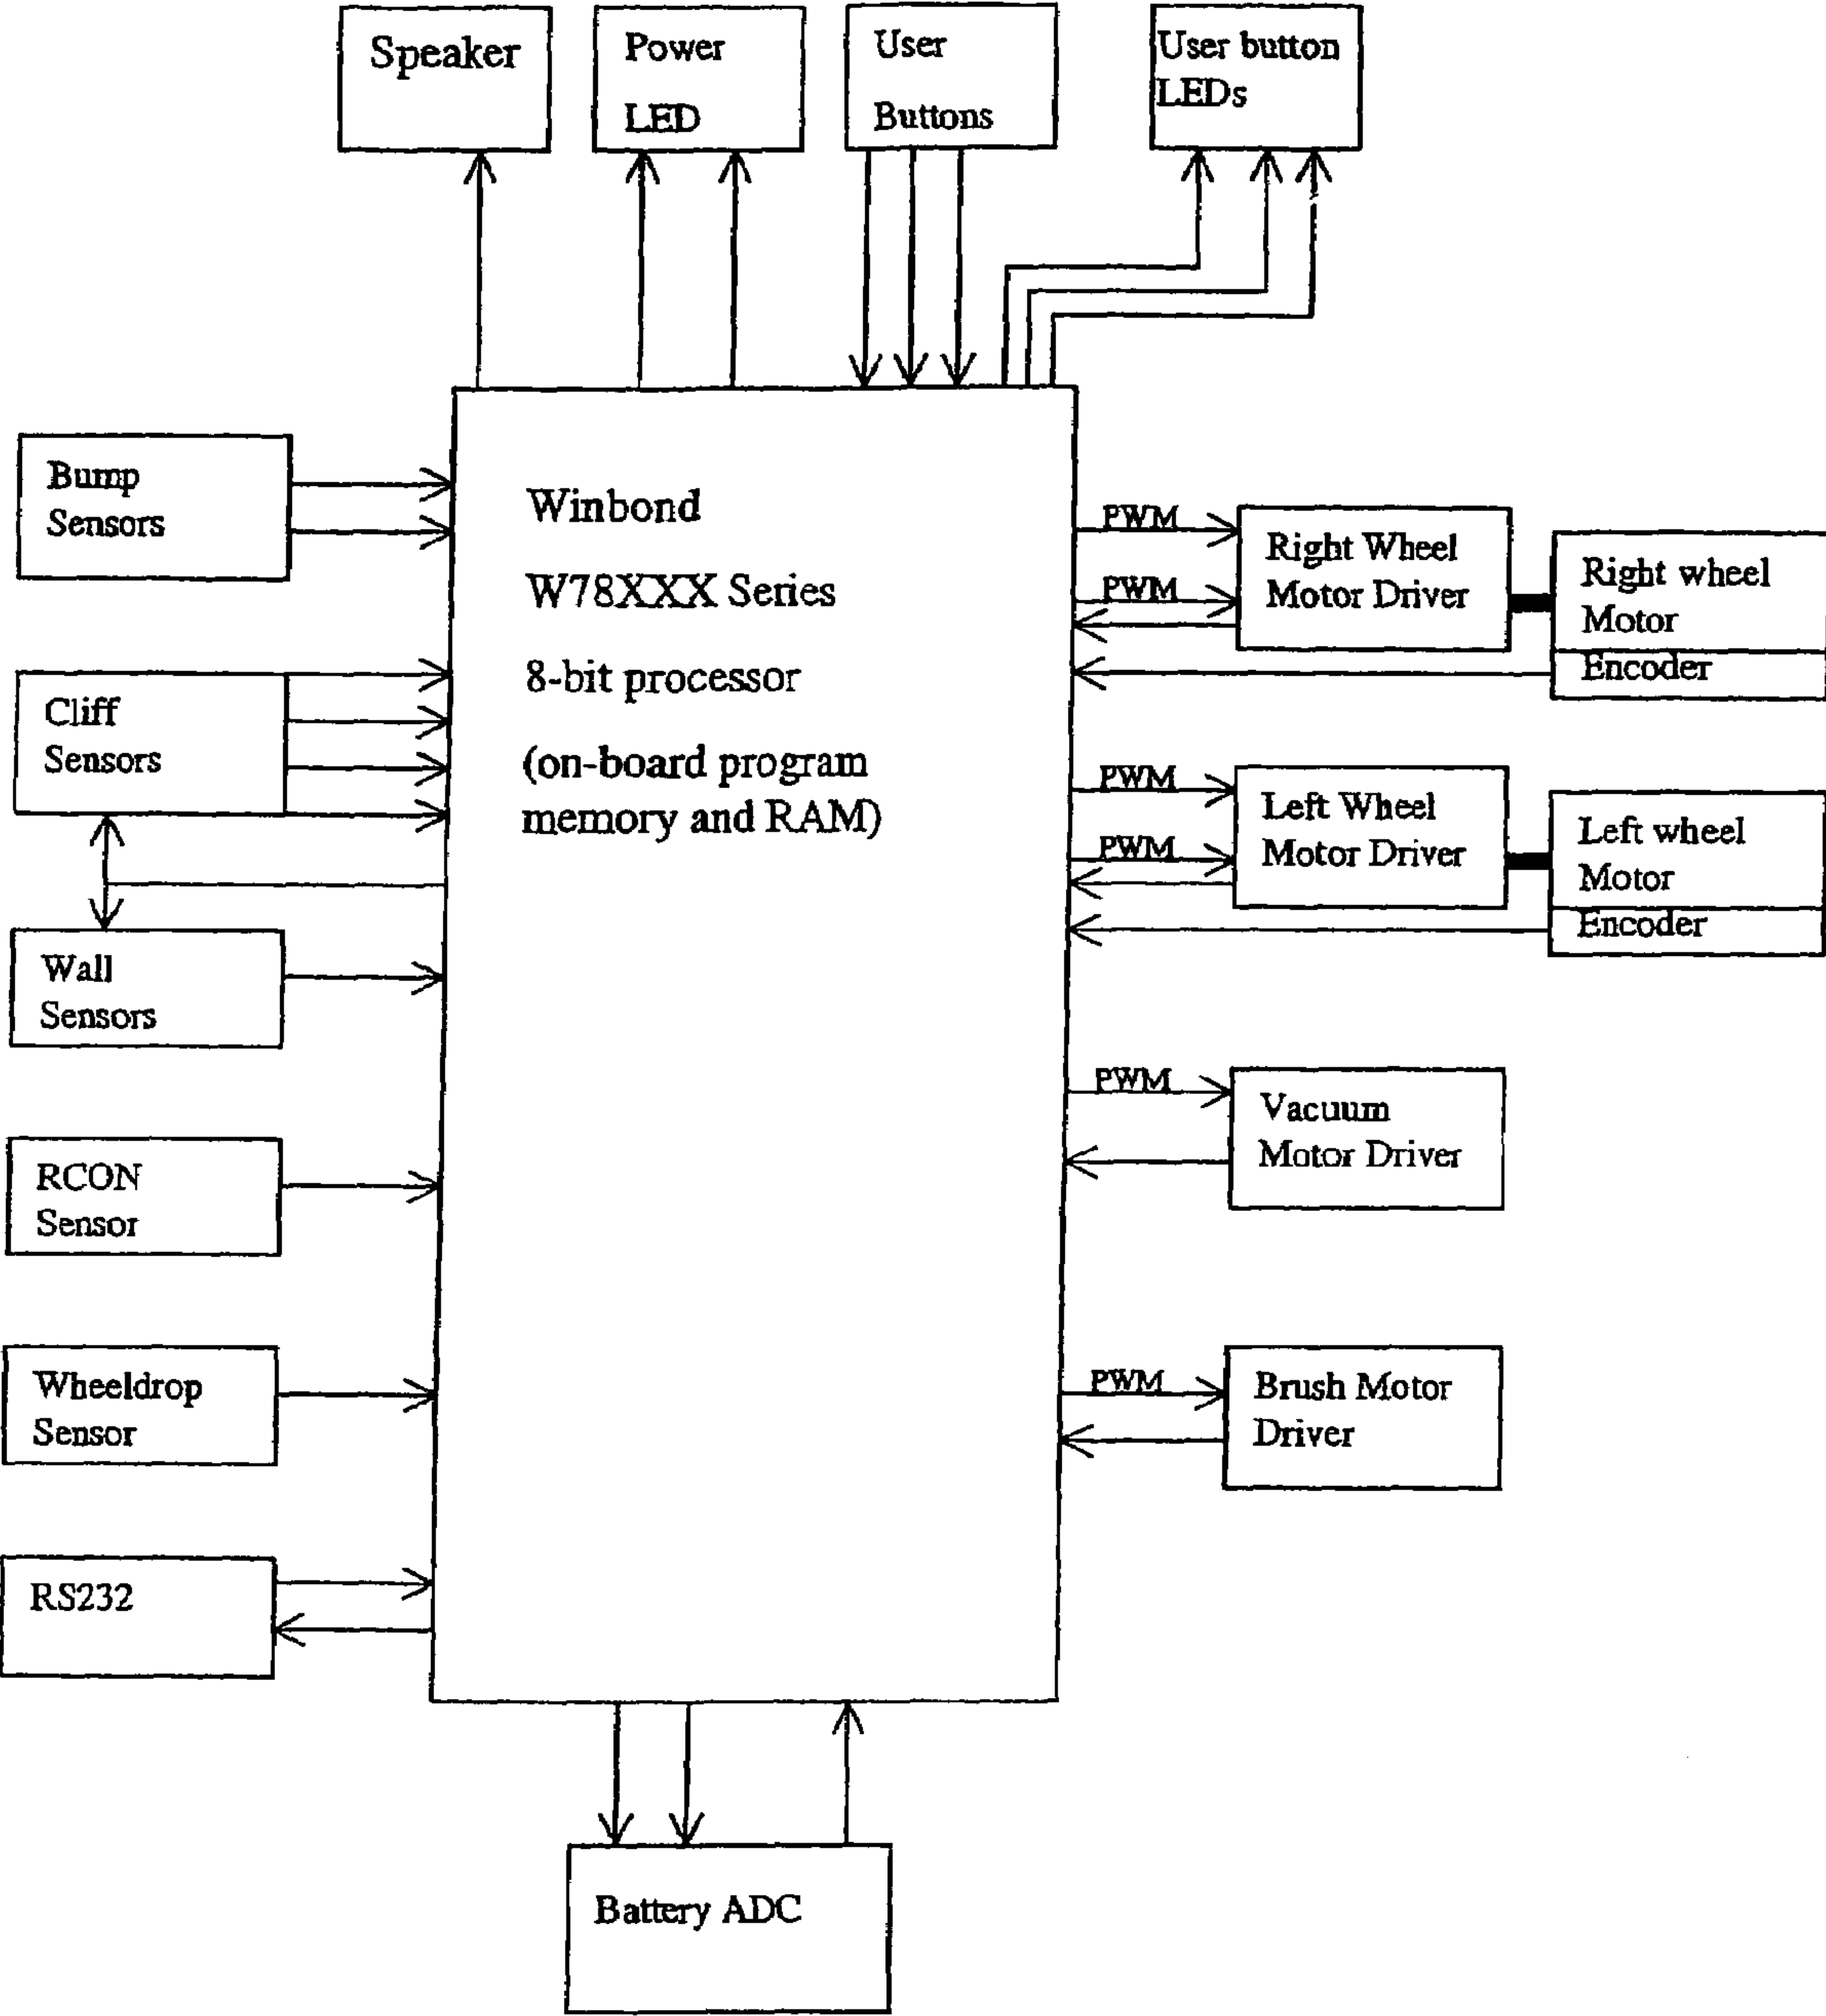 Speaker
Power
LED
User
Buttons
User button
LEDs
Bump
Sensors
Cliff
Sensors
Wall
Sensors
RCON
Sensor
Wheeldrop
Sensor
RS232
Winbond
W78XXX Series
8-bit processor
(on-board program
memory and RAM)
PWM
PWM
Right Wheel
Motor Driver
Right wheel
Motor
Encoder
PWM
PWM
Left Wheel
Motor Driver
Left wheel
Motor
Encoder
PWM
Vacuum
Motor Driver
PWM
Brush Motor
Driver
Battery ADC